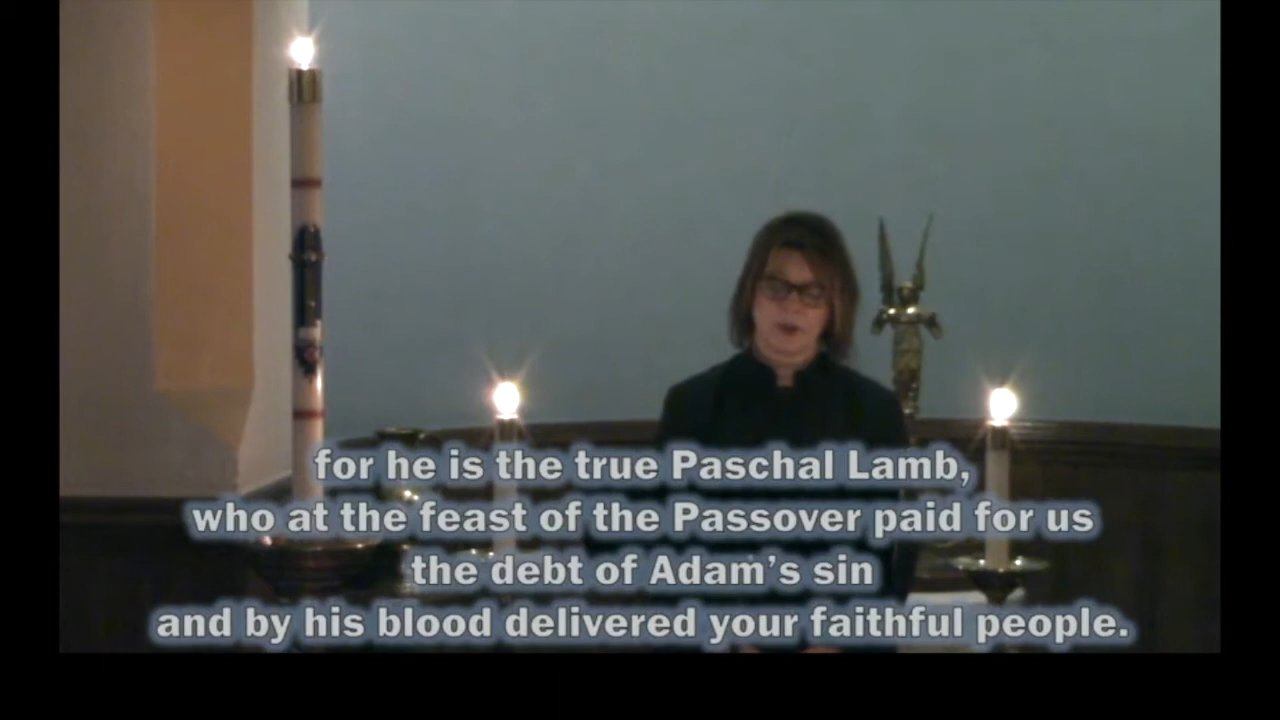 for he is the true Paschal Lamb,
who at the feast of the Passover paid for us
the debt of Adam's sin
and by his blood delivered your faithful people.